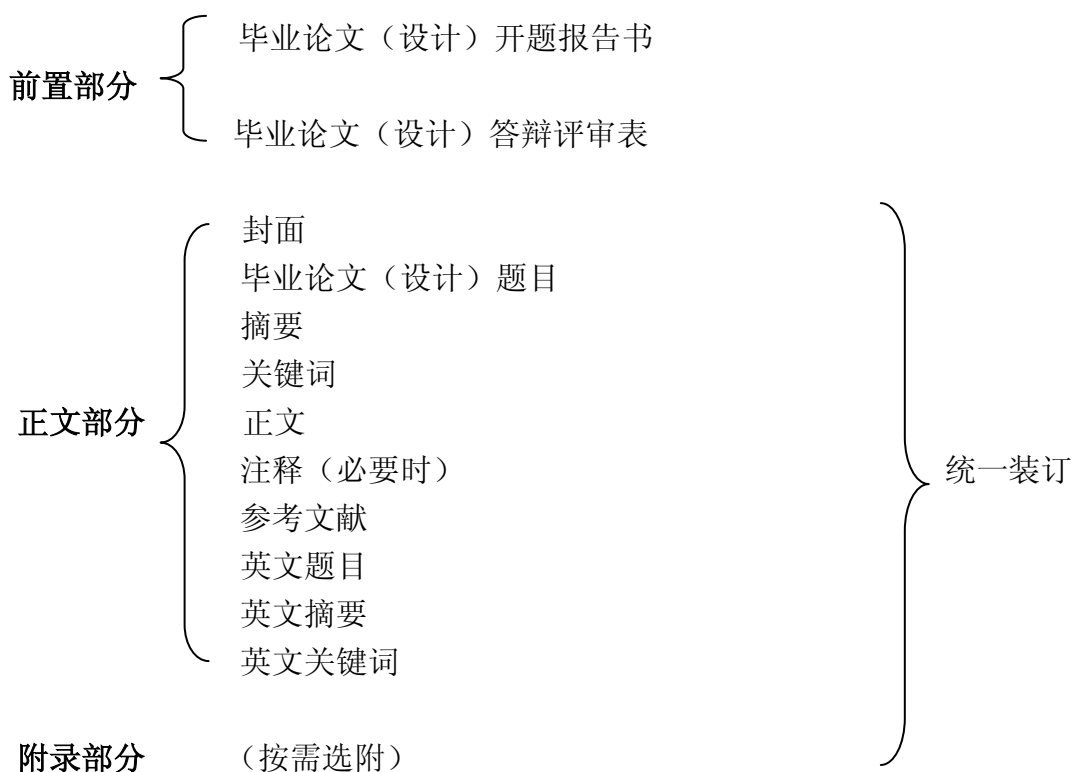 毕业论文（设计）开题报告书
前置部分
毕业论文（设计）答辩评审表
封面
毕业论文（设计）题目
摘要
关键词
正文部分 正文
注释（必要时）
统一装订
参考文献
英文题目
英文摘要
英文关键词
附录部分 （按需选附）